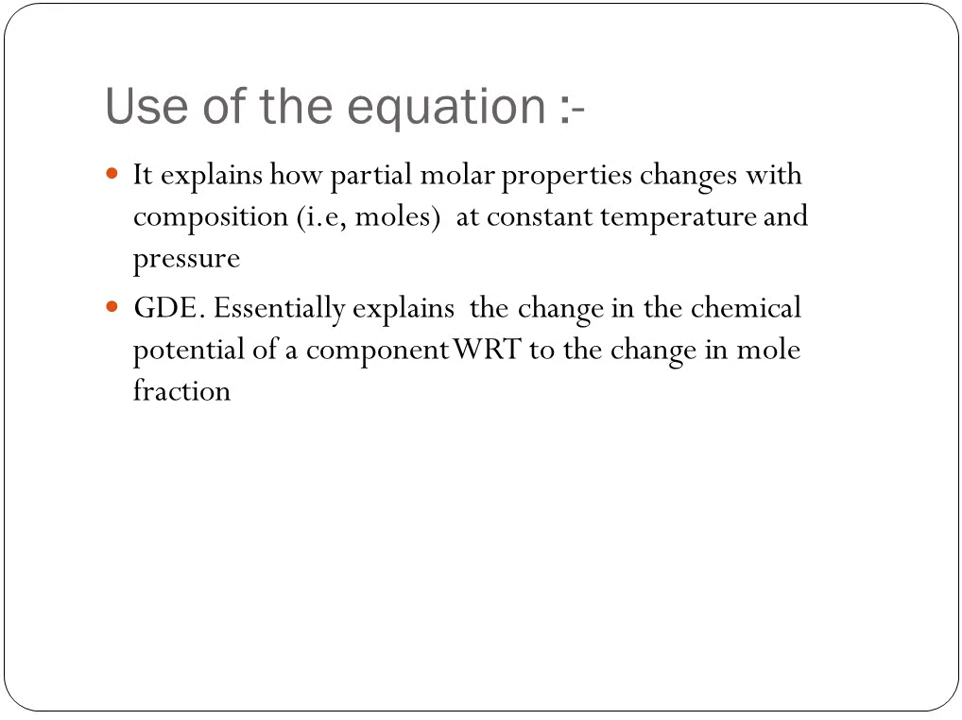 Use of the equation :-
It explains how partial molar properties changes with
composition (i.e, moles) at constant temperature and
pressure
GDE. Essentially explains the change in the chemical
potential of a component WRT to the change in mole
fraction